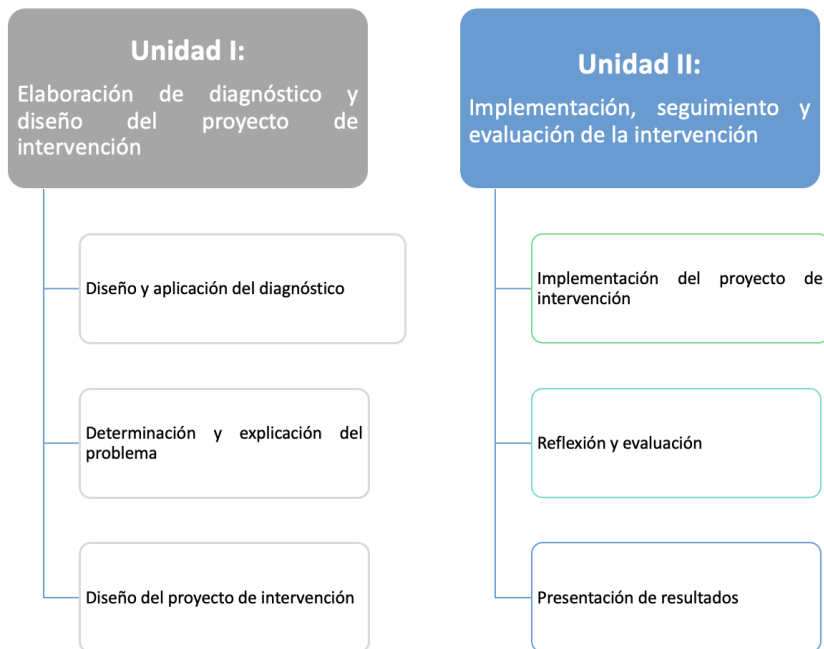 Unidad I:
Elaboración de diagnóstico y
diseño del proyecto de
intervención
Diseño y aplicación del diagnóstico
Determinación y explicación del
problema
Diseño del proyecto de intervención
Unidad II:
Implementación, seguimiento y
evaluación de la intervención
Implementación del proyecto de
intervención
Reflexión y evaluación
Presentación de resultados